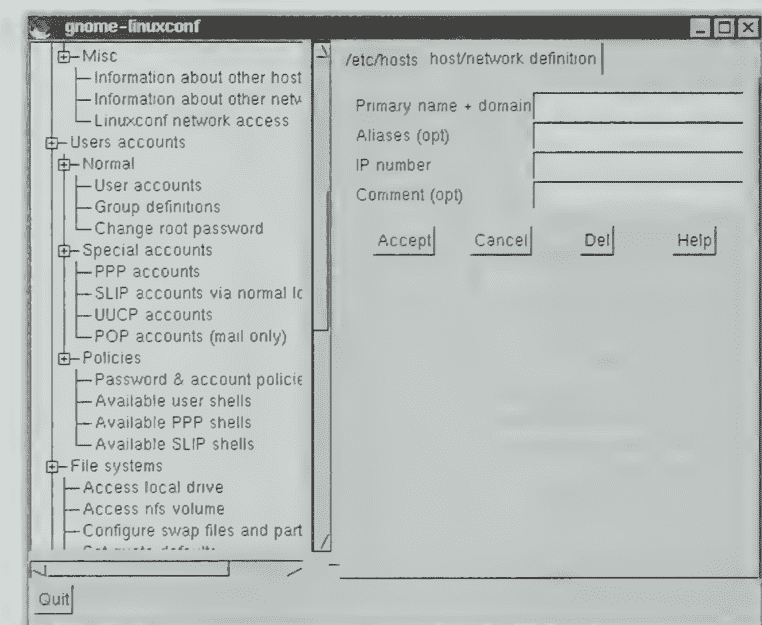 gnome-linuxconf
Misc
Information about other host
Information about other netw
Linuxconf network access
Users accounts
Normal
User accounts
Group definitions
Change root password
Special accounts
PPP accounts
SLIP accounts via normal lo
UUCP accounts
POP accounts (mail only)
Policies
Password & account policie
Available user shells
Available PPP shells
Available SLIP shells
File systems
Access local drive
Access nfs volume
Configure swap files and part
/etc/hosts host/network definition
Primary name + domain
Aliases (opt)
IP number
Comment (opt)
Accept Cancel Del Help
Quit